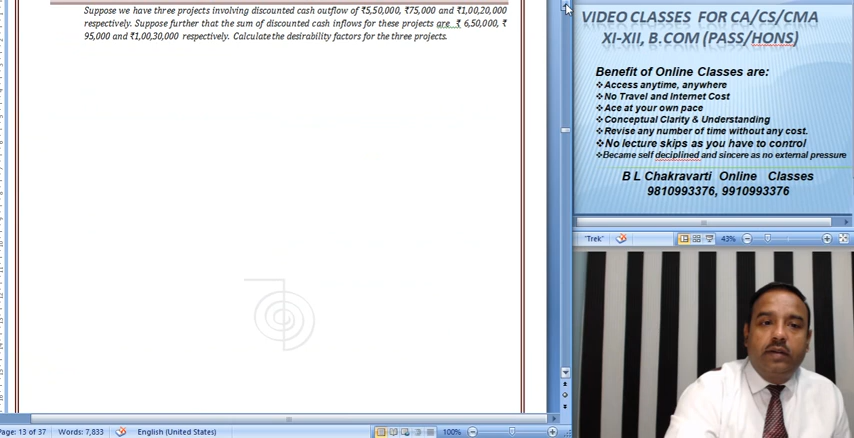 Suppose we have three projects involving discounted cash outflow of ₹5,50,000, ₹75,000 and ₹1,00,20,000
respectively. Suppose further that the sum of discounted cash inflows for these projects are ₹ 6,50,000, ₹
95,000 and ₹1,00,30,000 respectively. Calculate the desirability factors for the three projects.
Page: 13 of 37
Words: 7,833
English (United States)
100%
VIDEO CLASSES FOR CA/CS/CMA
XI-XII, B.COM (PASS/HONS)
Benefit of Online Classes are:
❖Access anytime, anywhere
❖No Travel and Internet Cost
❖Ace at your own pace
❖Conceptual Clarity & Understanding
❖Revise any number of time without any cost.
❖No lecture skips as you have to control
❖Became self deciplined and sincere as no external pressure
B L Chakravarti Online Classes
9810993376, 9910993376
"Trek"
43%